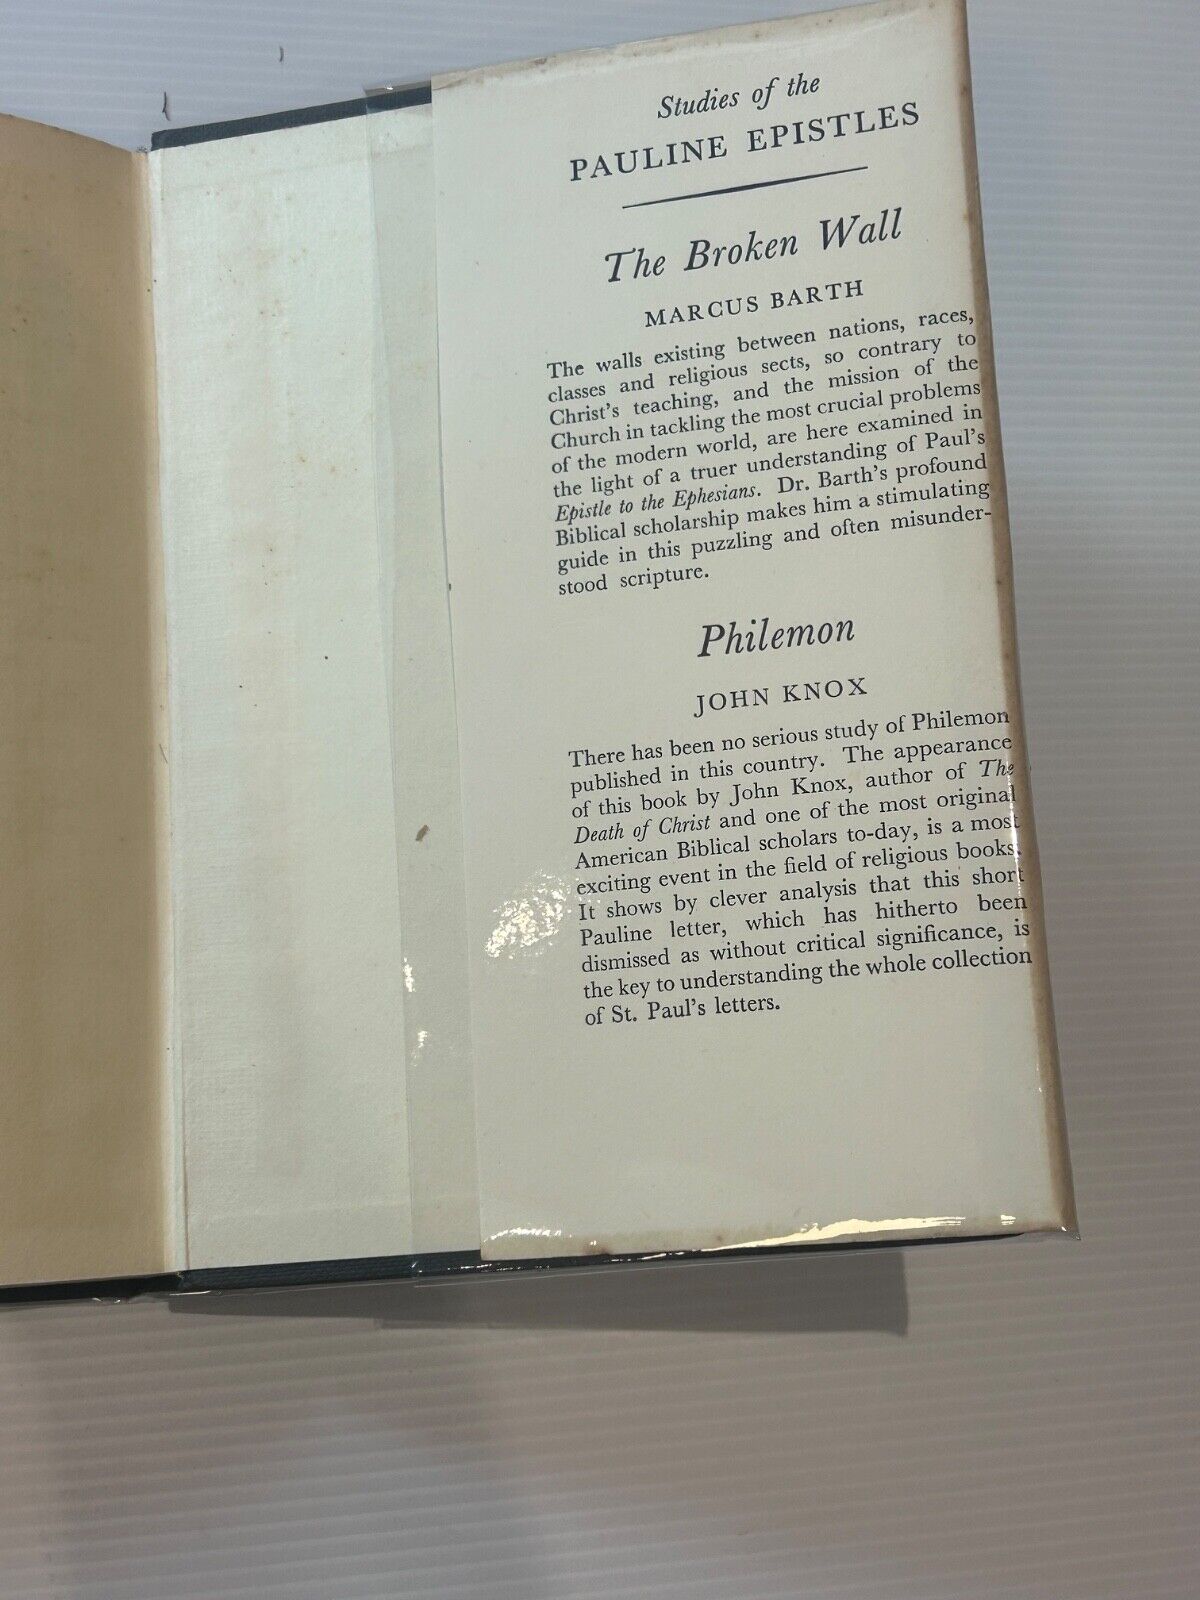 Studies of the
PAULINE EPISTLES
The Broken Wall
MARCUS BARTH
The walls existing between nations, races,
classes and religious sects, so contrary to
Christ's teaching, and the mission of the
Church in tackling the most crucial problems
of the modern world, are here examined in
the light of a truer understanding of Paul's
Epistle to the Ephesians. Dr. Barth's profound
Biblical scholarship makes him a stimulating
guide in this puzzling and often misunder-
stood scripture.
Philemon
JOHN KNOX
There has been no serious study of Philemon
published in this country. The appearance
of this book by John Knox, author of The
Death of Christ and one of the most original
American Biblical scholars to-day, is a most
exciting event in the field of religious books.
It shows by clever analysis that this short
Pauline letter, which has hitherto been
dismissed as without critical significance, is
the key to understanding the whole collection
of St. Paul's letters.